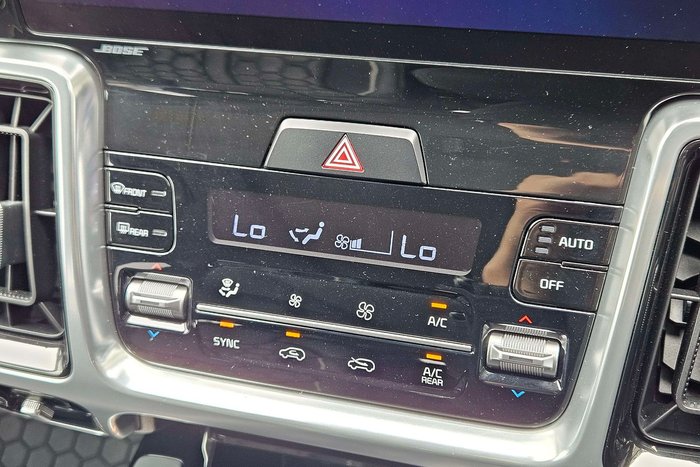 BOSE
FRONT
REAR
Lo
Lo
AUTO
OFF
A/C
SYNC
A/C
REAR